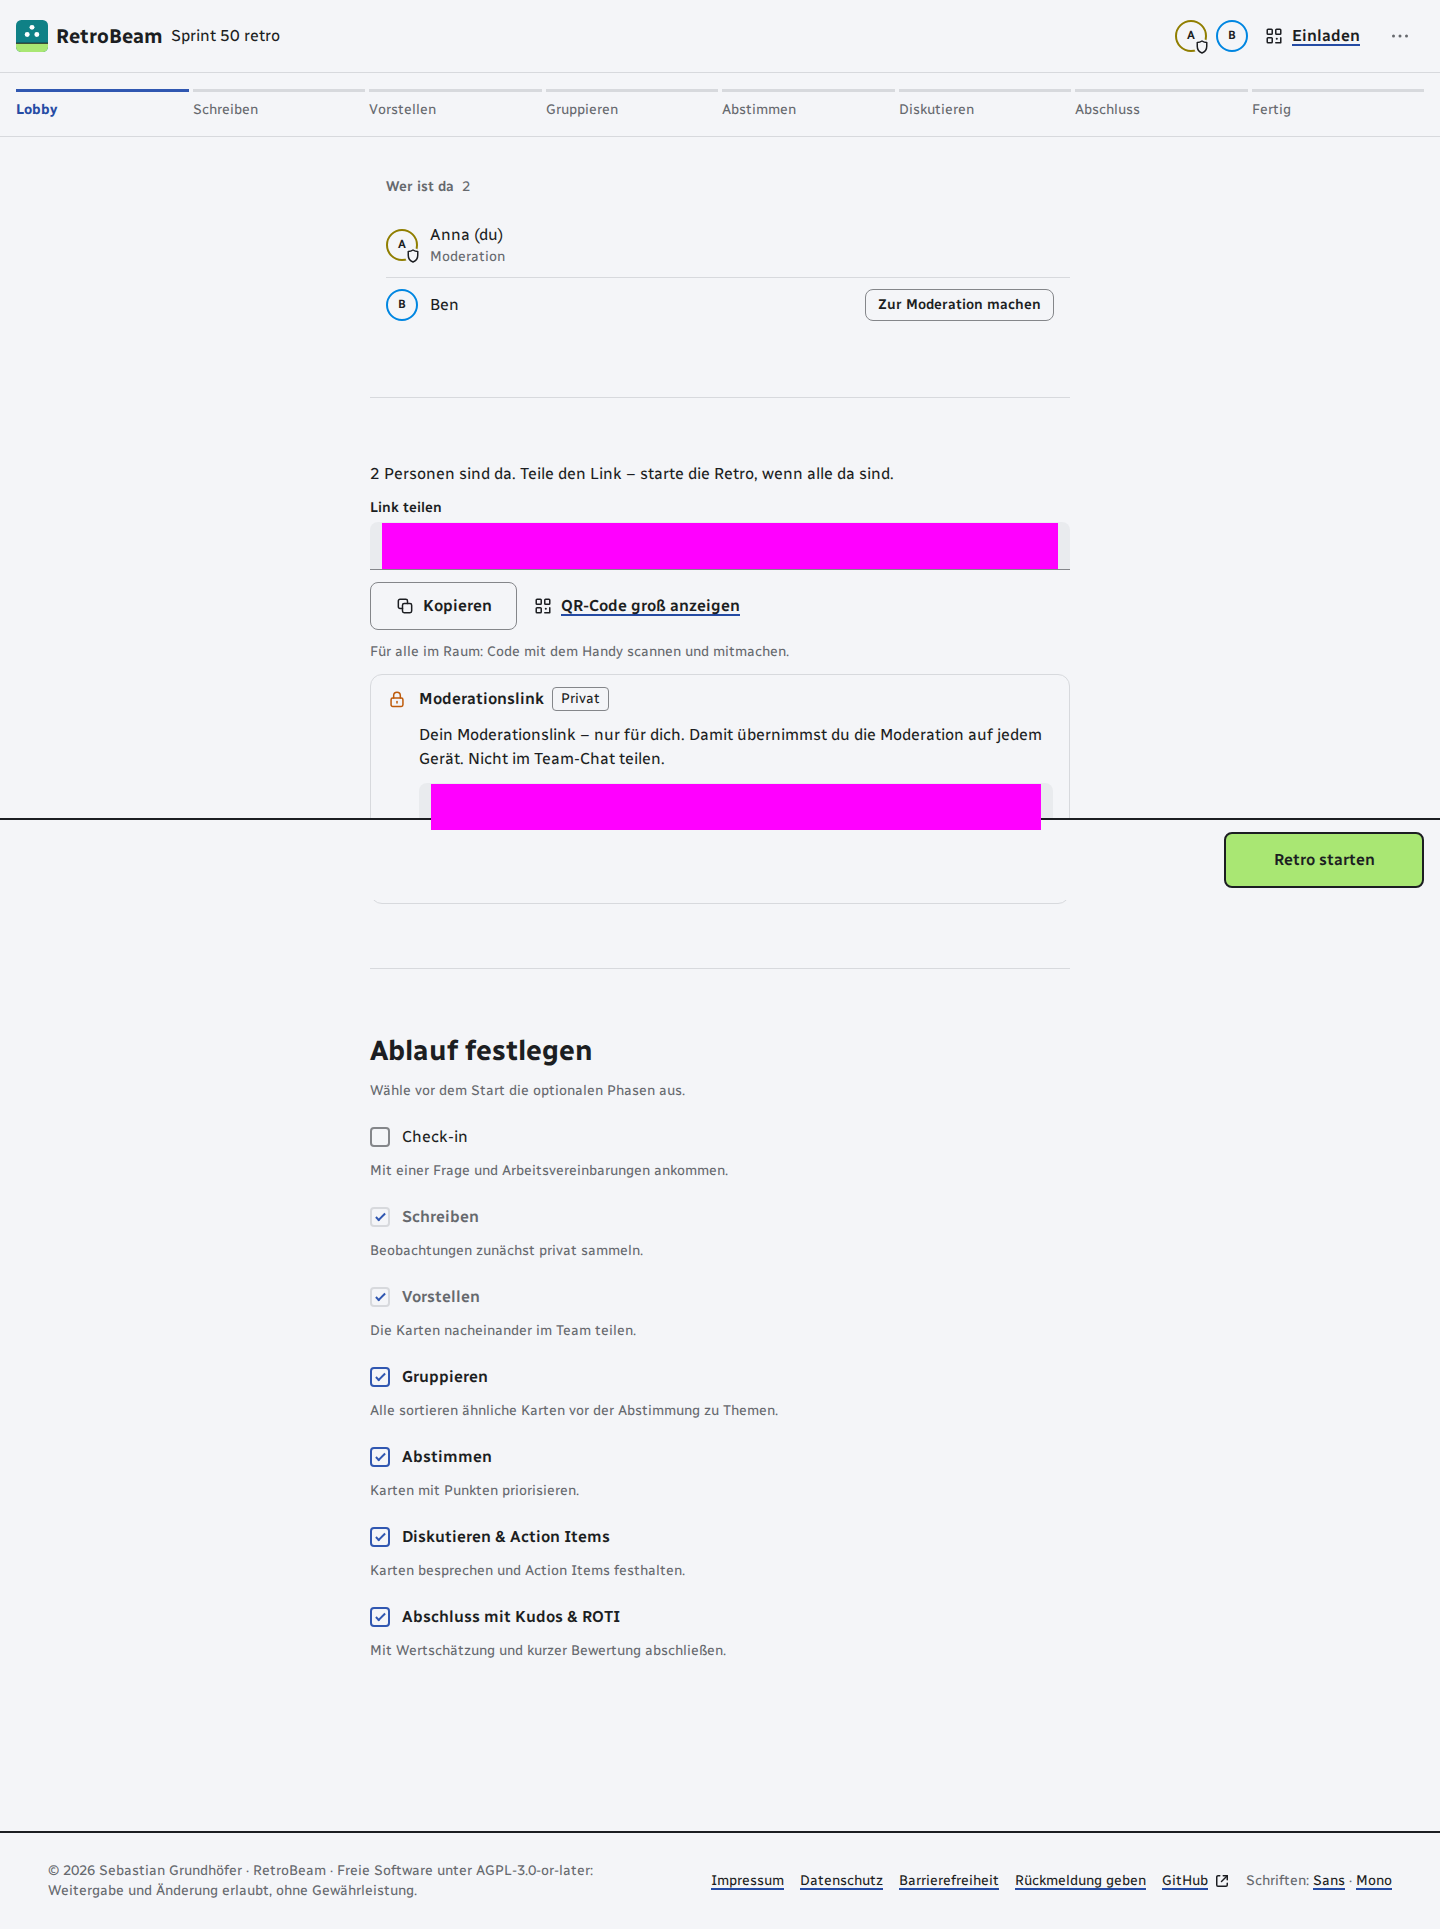 RetroBeam Sprint 50 retro
A B Einladen
Lobby Schreiben Vorstellen Gruppieren Abstimmen Diskutieren Abschluss Fertig
Wer ist da 2
A Anna (du)
Moderation
B Ben Zur Moderation machen
2 Personen sind da. Teile den Link – starte die Retro, wenn alle da sind.
Link teilen
Kopieren QR-Code groß anzeigen
Für alle im Raum: Code mit dem Handy scannen und mitmachen.
Moderationslink Privat
Dein Moderationslink – nur für dich. Damit übernimmst du die Moderation auf jedem
Gerät. Nicht im Team-Chat teilen.
Retro starten
Ablauf festlegen
Wähle vor dem Start die optionalen Phasen aus.
Check-in
Mit einer Frage und Arbeitsvereinbarungen ankommen.
Schreiben
Beobachtungen zunächst privat sammeln.
Vorstellen
Die Karten nacheinander im Team teilen.
Gruppieren
Alle sortieren ähnliche Karten vor der Abstimmung zu Themen.
Abstimmen
Karten mit Punkten priorisieren.
Diskutieren & Action Items
Karten besprechen und Action Items festhalten.
Abschluss mit Kudos & ROTI
Mit Wertschätzung und kurzer Bewertung abschließen.
© 2026 Sebastian Grundhöfer · RetroBeam · Freie Software unter AGPL-3.0-or-later:
Weitergabe und Änderung erlaubt, ohne Gewährleistung.
Impressum Datenschutz Barrierefreiheit Rückmeldung geben GitHub Schriften: Sans · Mono